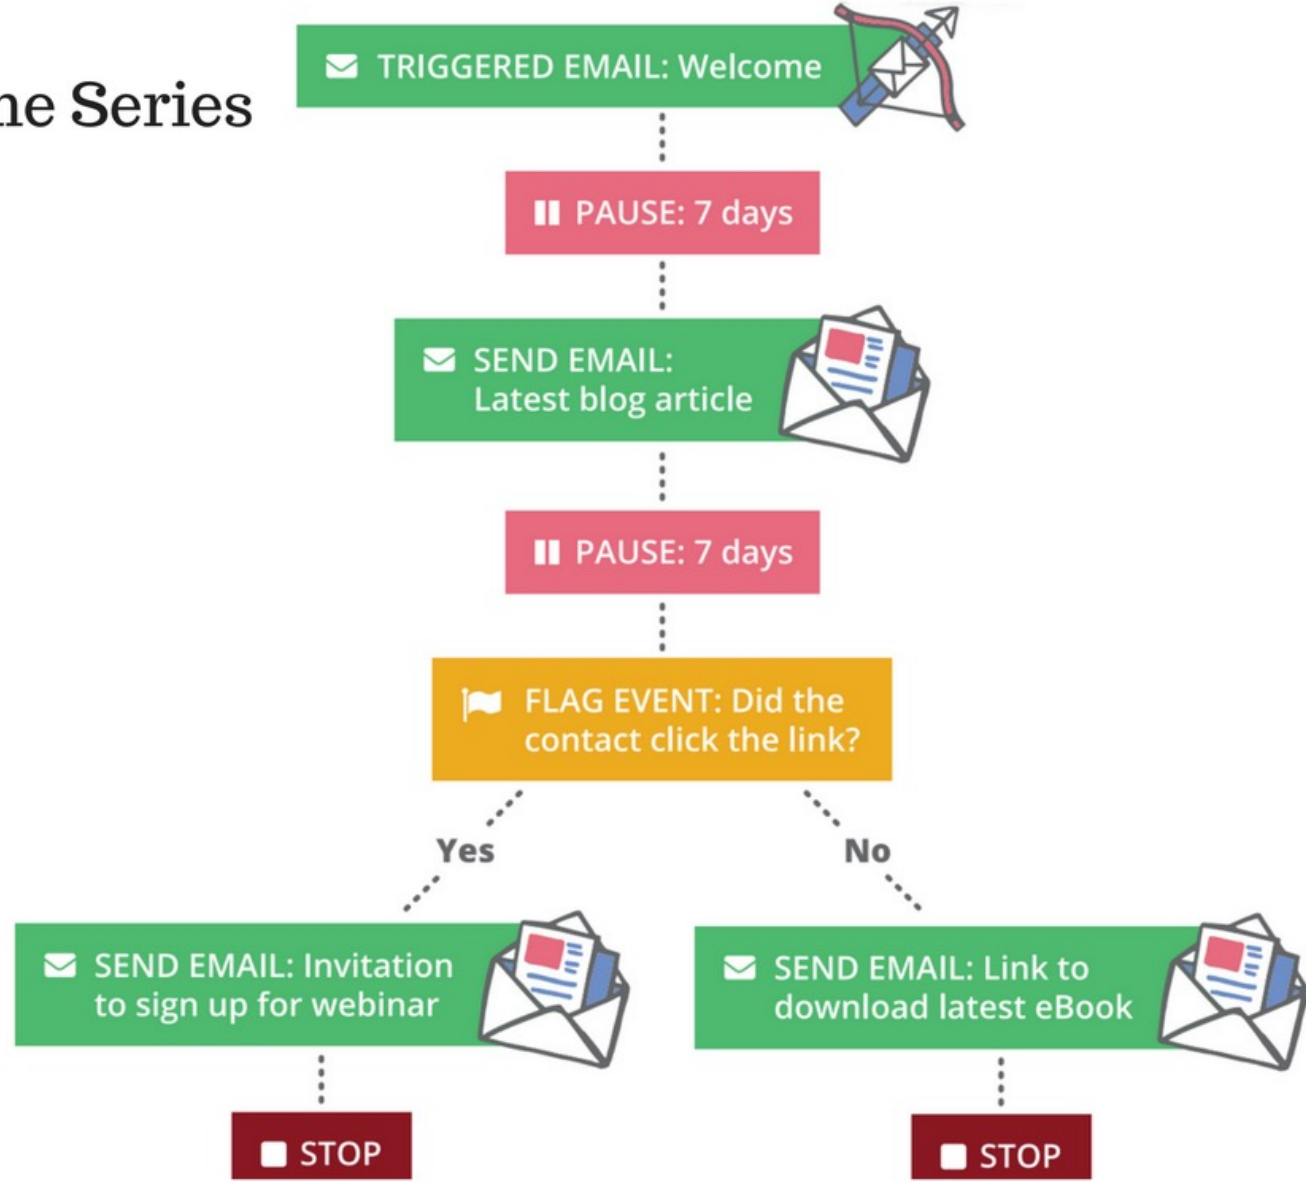 TRIGGERED EMAIL: Welcome
ne Series
PAUSE: 7 days
SEND EMAIL:
Latest blog article
PAUSE: 7 days
FLAG EVENT: Did the
contact click the link?
Yes
No
SEND EMAIL: Invitation
to sign up for webinar
SEND EMAIL: Link to
download latest eBook
STOP
STOP